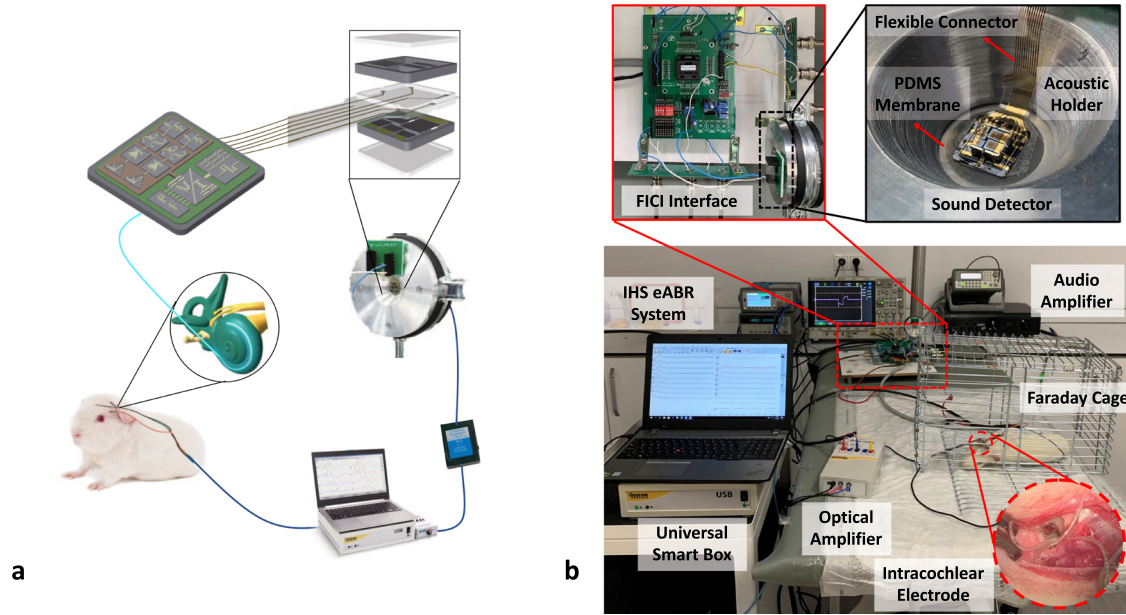 Flexible Connector
PDMS
Membrane
Acoustic
Holder
FICI Interface
Sound Detector
IHS eABR
System
Audio
Amplifier
Faraday Cage
USB
USB
Optical
Amplifier
Universal
Smart Box
Intracochlear
Electrode
a
b